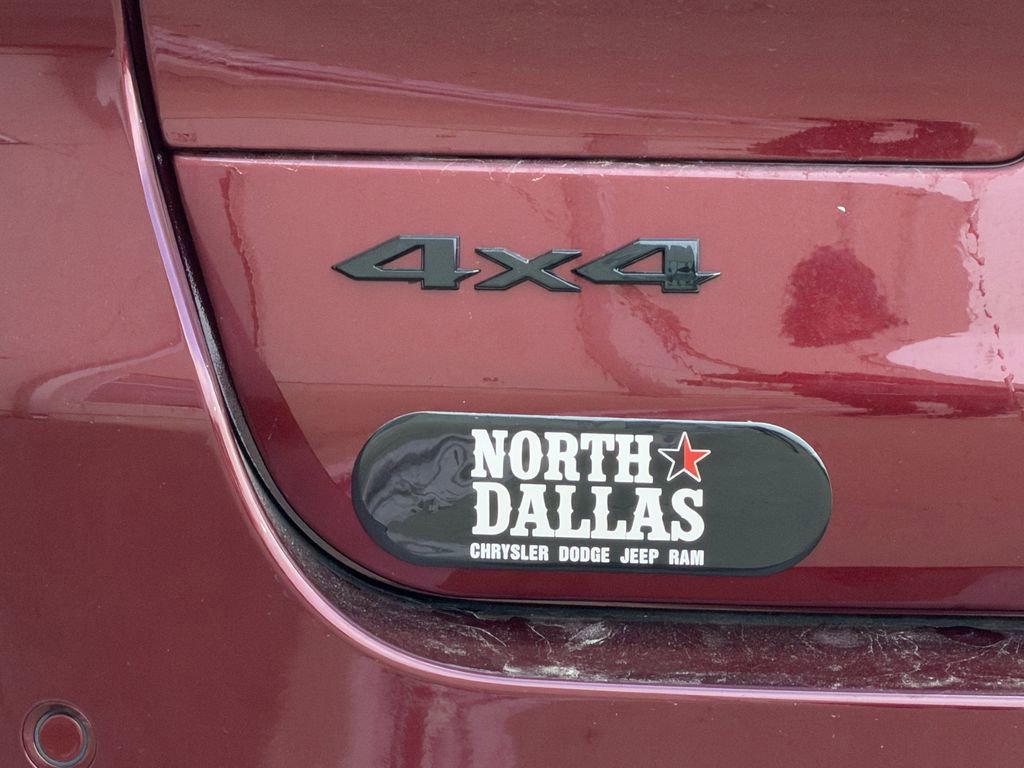 4x4
NORTH
DALLAS
CHRYSLER DODGE JEEP RAM